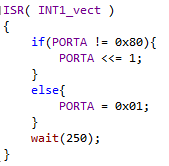 ISR( INT1_vect )
{
    if(PORTA != 0x80){
        PORTA <<= 1;
    }
    else{
        PORTA = 0x01;
    }
    wait(250);
}